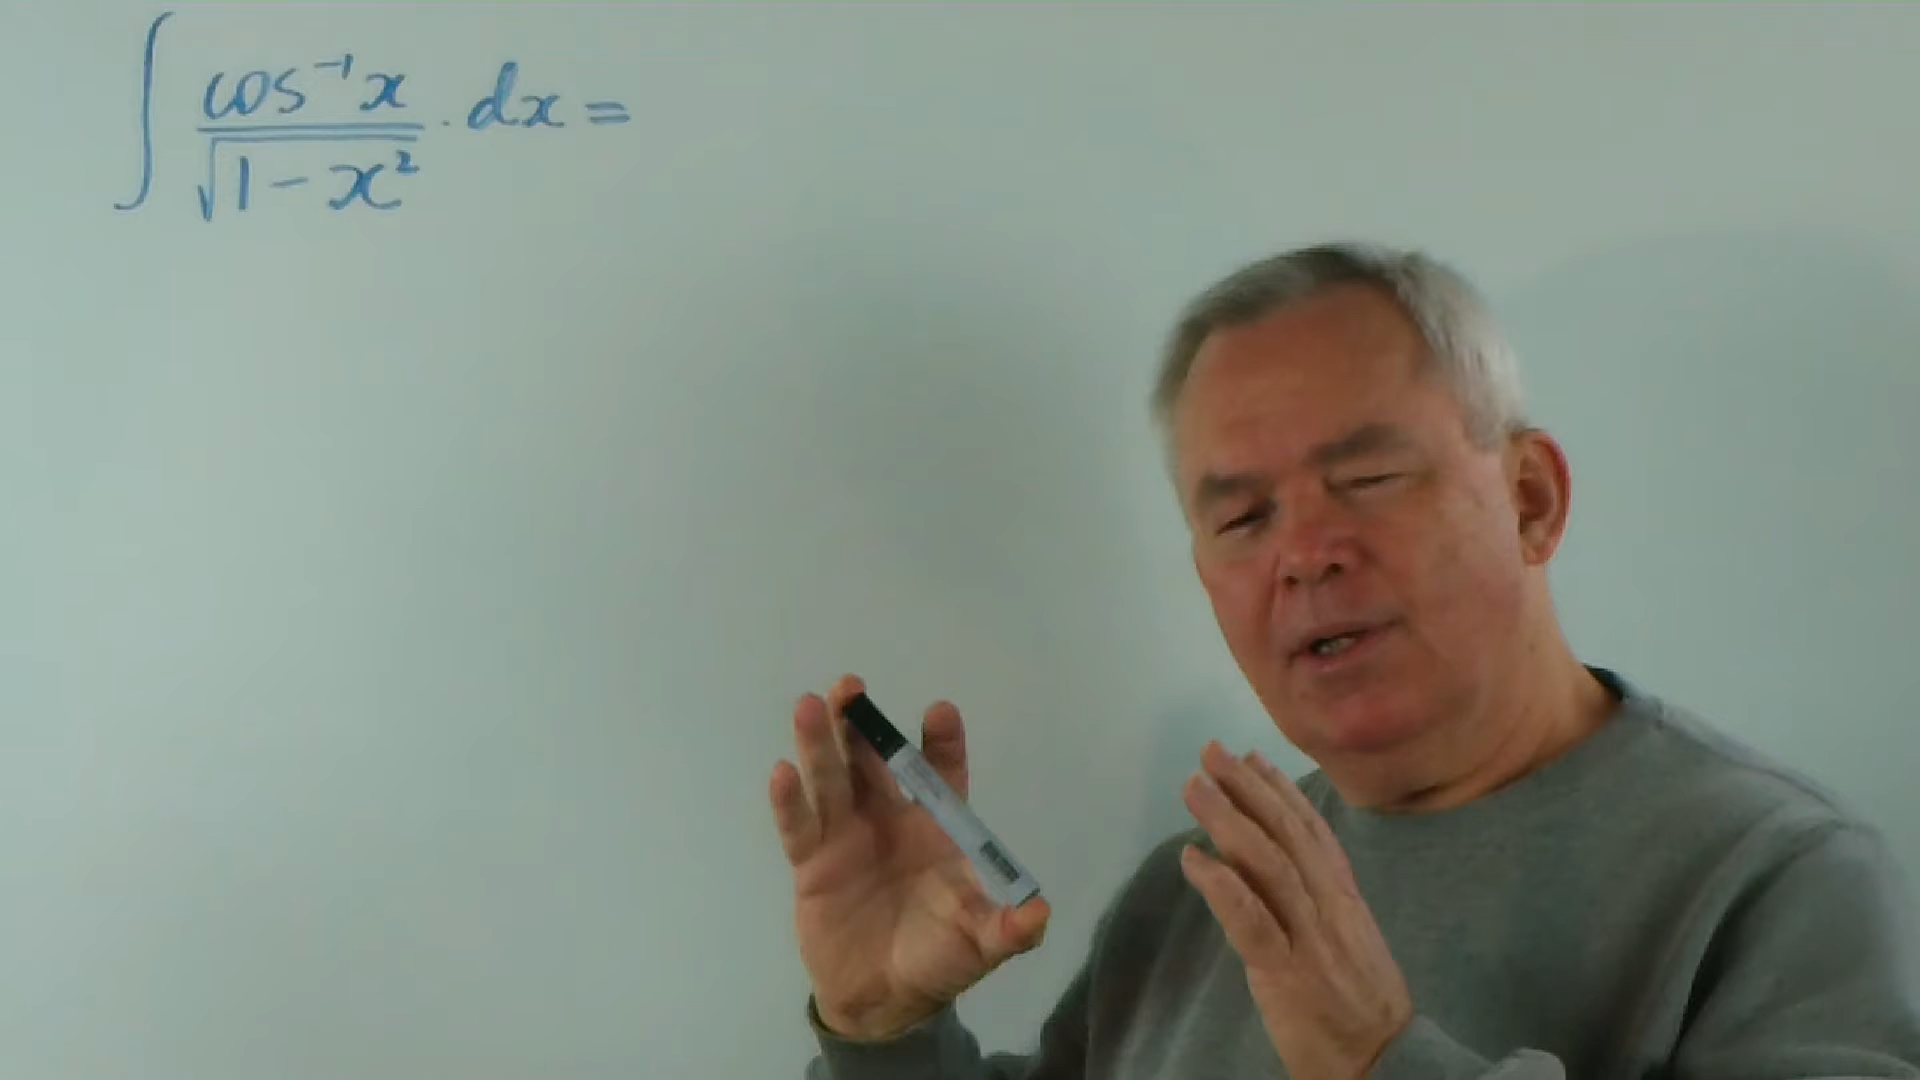 ∫ cos⁻¹x / √(1 - x²) . dx =